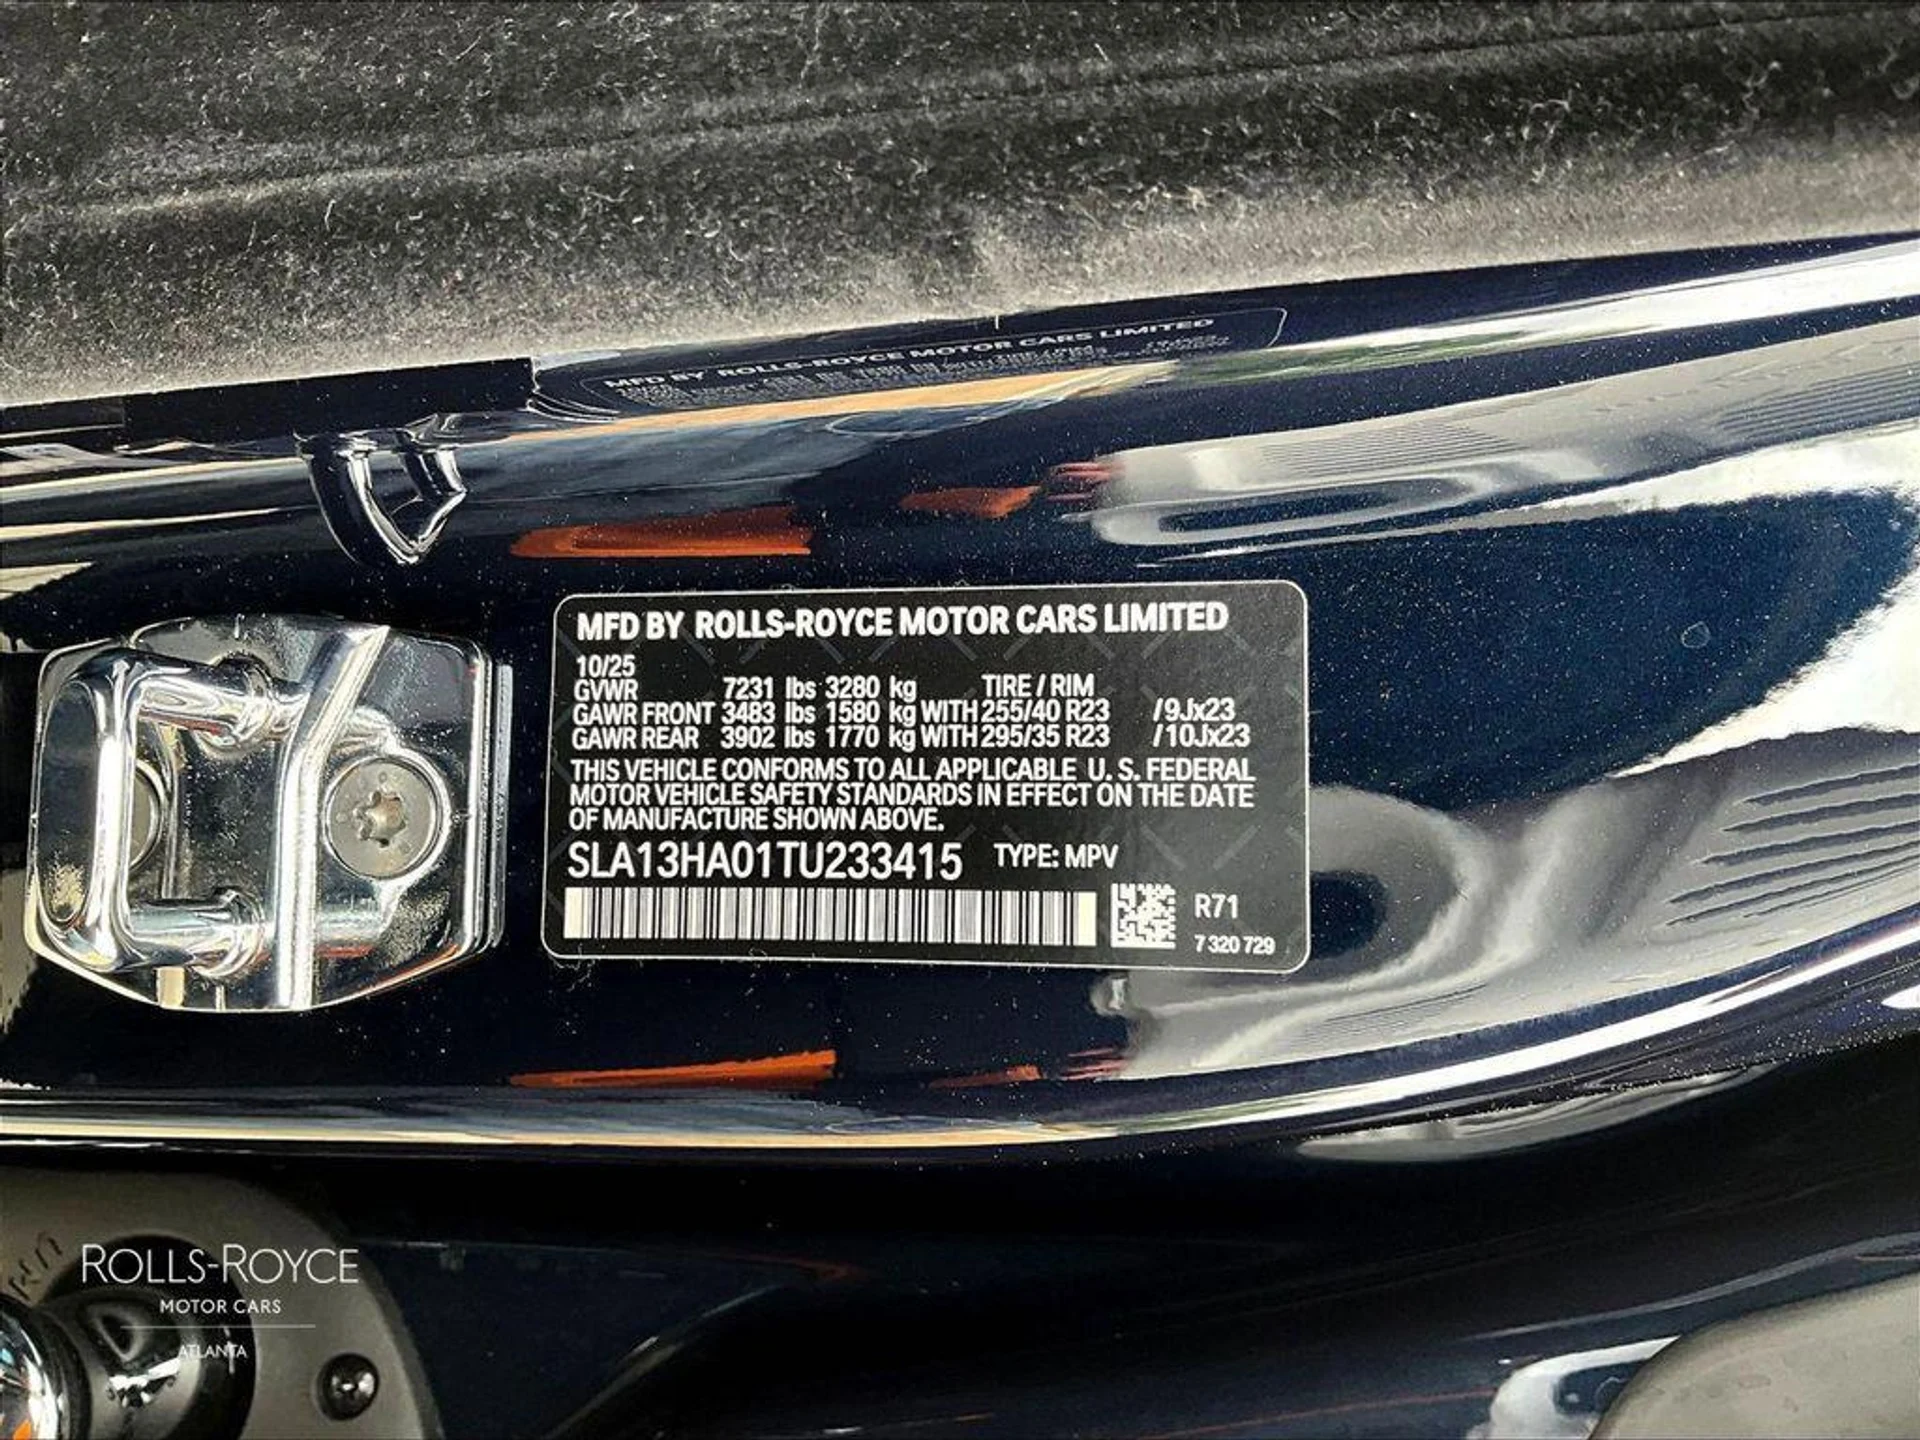 MFD BY ROLLS-ROYCE MOTOR CARS LIMITED
MFD BY ROLLS-ROYCE MOTOR CARS LIMITED
10/25
GVWR 7231 lbs 3280 kg TIRE / RIM
GAWR FRONT 3483 lbs 1580 kg WITH 255/40 R23 /9Jx23
GAWR REAR 3902 lbs 1770 kg WITH 295/35 R23 /10Jx23
THIS VEHICLE CONFORMS TO ALL APPLICABLE U. S. FEDERAL
MOTOR VEHICLE SAFETY STANDARDS IN EFFECT ON THE DATE
OF MANUFACTURE SHOWN ABOVE.
SLA13HA01TU233415 TYPE: MPV
R71
7 320 729
ROLLS-ROYCE
MOTOR CARS
ATLANTA